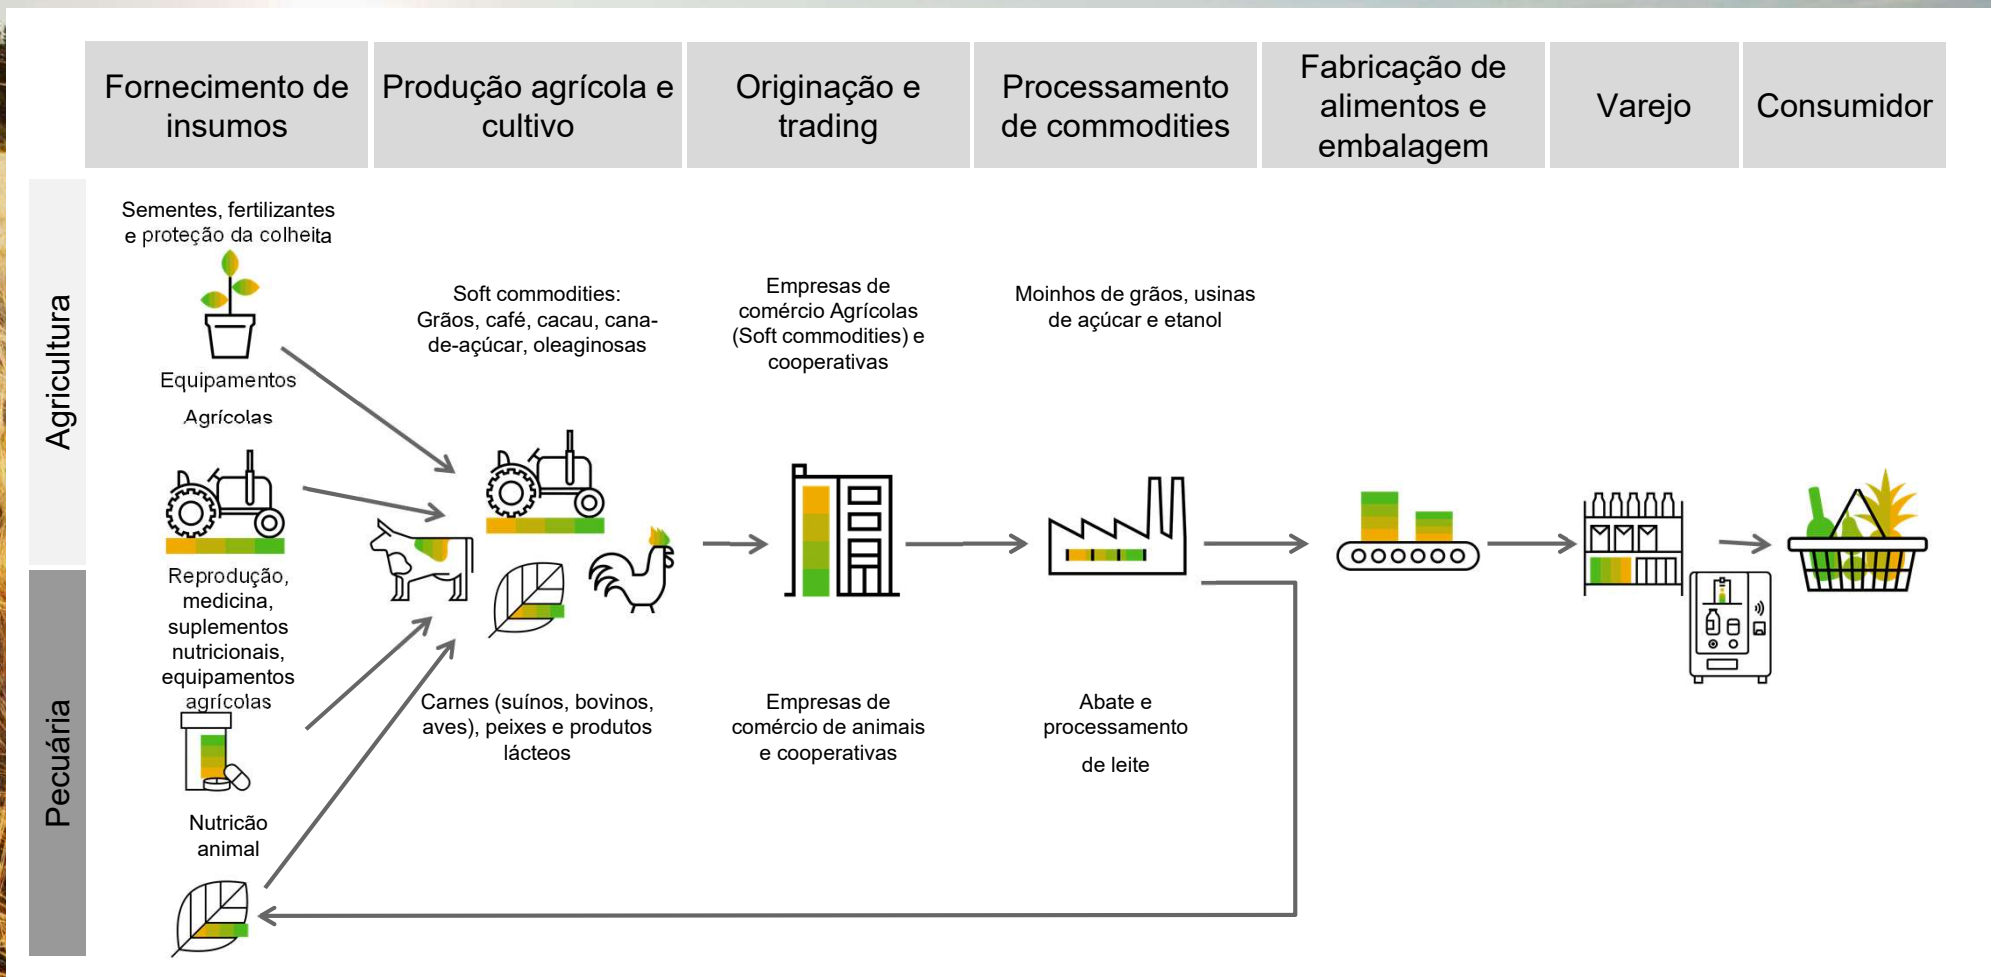 Fornecimento de
insumos
Produção agrícola e
cultivo
Originação e
trading
Processamento
de commodities
Fabricação de
alimentos e
embalagem
Varejo
Consumidor
Agricultura
Sementes, fertilizantes
e proteção da colheita
Equipamentos
Agrícolas
Soft commodities:
Grãos, café, cacau, cana-
de-açúcar, oleaginosas
Empresas de
comércio Agrícolas
(Soft commodities) e
cooperativas
Moinhos de grãos, usinas
de açúcar e etanol
Pecuária
Reprodução,
medicina,
suplementos
nutricionais,
equipamentos
agrícolas
Nutricão
animal
Carnes (suínos, bovinos,
aves), peixes e produtos
lácteos
Empresas de
comércio de animais
e cooperativas
Abate e
processamento
de leite